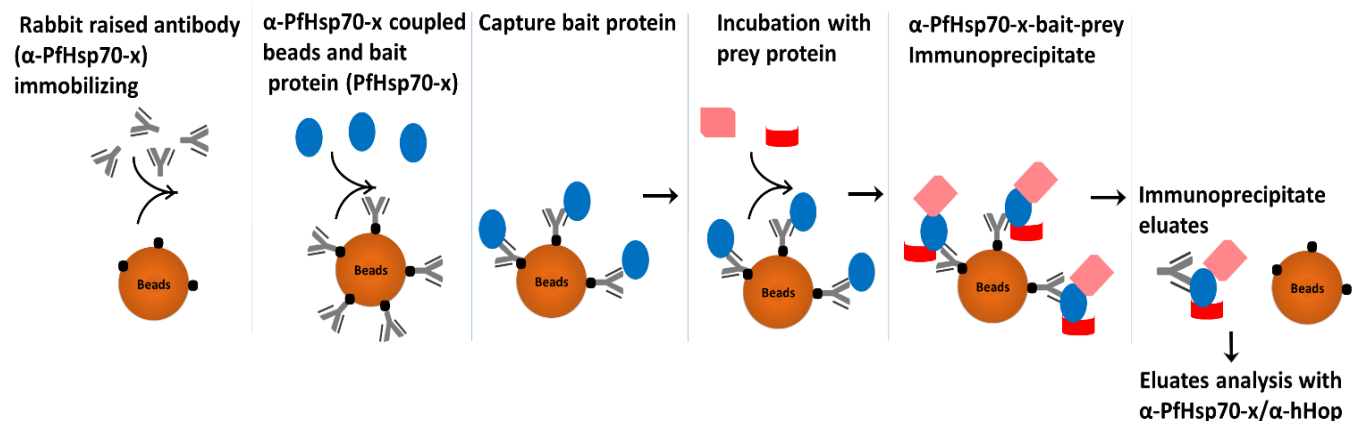 Rabbit raised antibody
(α-PfHsp70-x)
immobilizing
Beads
α-PfHsp70-x coupled
beads and bait
protein (PfHsp70-x)
Beads
Capture bait protein
Beads
Incubation with
prey protein
Beads
α-PfHsp70-x-bait-prey
Immunoprecipitate
Beads
Immunoprecipitate
eluates
Beads
Eluates analysis with
α-PfHsp70-x/α-hHop